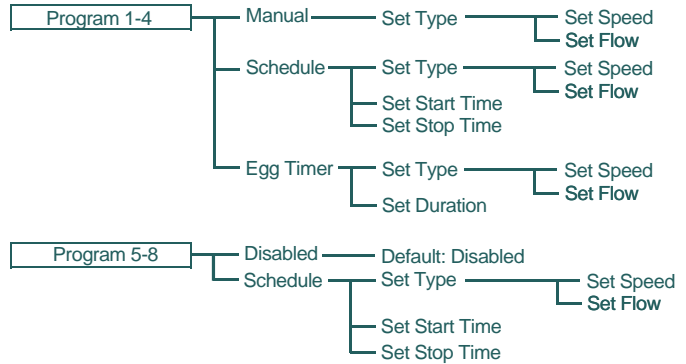 Program 1-4 Manual Set Type Set Speed
Set Flow
Schedule Set Type Set Speed
Set Flow
Set Start Time
Set Stop Time
Egg Timer Set Type Set Speed
Set Flow
Set Duration
Program 5-8 Disabled Default: Disabled
Schedule Set Type Set Speed
Set Flow
Set Start Time
Set Stop Time